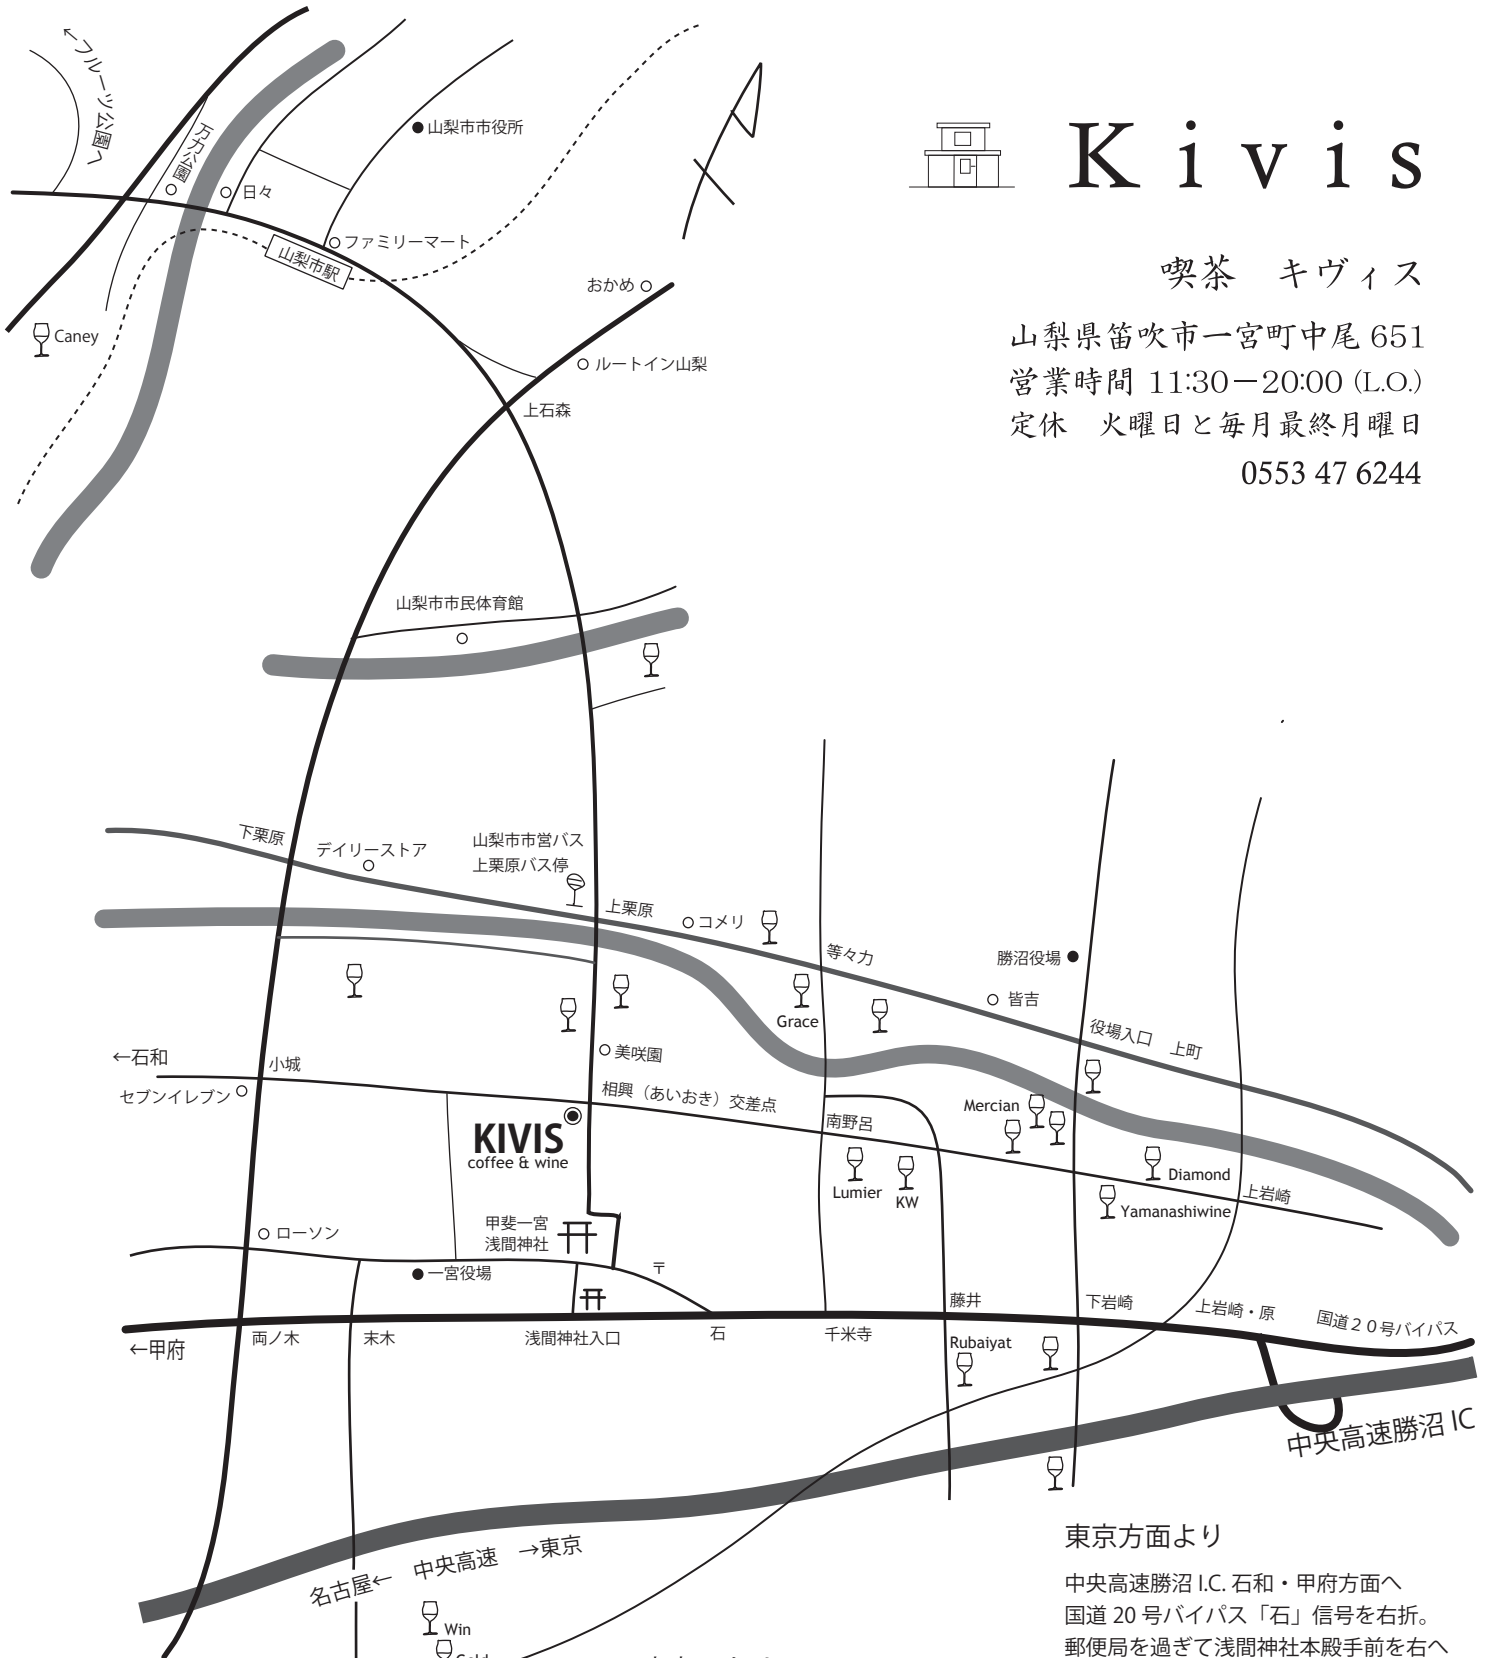 Kivis
喫茶　キヴィス
山梨県笛吹市一宮町中尾 651
営業時間 11:30－20:00 (L.O.)
定休　火曜日と毎月最終月曜日
0553 47 6244
←フルーツ公園へ
万力公園
山梨市市役所
日々
ファミリーマート
山梨市駅
おかめ
Caney
ルートイン山梨
上石森
山梨市市民体育館
下栗原
デイリーストア
山梨市市営バス
上栗原バス停
上栗原
コメリ
等々力
勝沼役場
皆吉
Grace
役場入口
上町
←石和
小城
美咲園
セブンイレブン
相興（あいおき）交差点
南野呂
Mercian
KIVIS
coffee & wine
Lumier
KW
Diamond
Yamanashiwine
上岩崎
甲斐一宮
浅間神社
ローソン
一宮役場
〒
藤井
下岩崎
上岩崎・原
国道２０号バイパス
←甲府
両ノ木
末木
浅間神社入口
石
千米寺
Rubaiyat
中央高速勝沼 IC
名古屋←　中央高速　→東京
Win
東京方面より
中央高速勝沼 I.C. 石和・甲府方面へ
国道 20 号バイパス「石」信号を右折。
郵便局を過ぎて浅間神社本殿手前を右へ